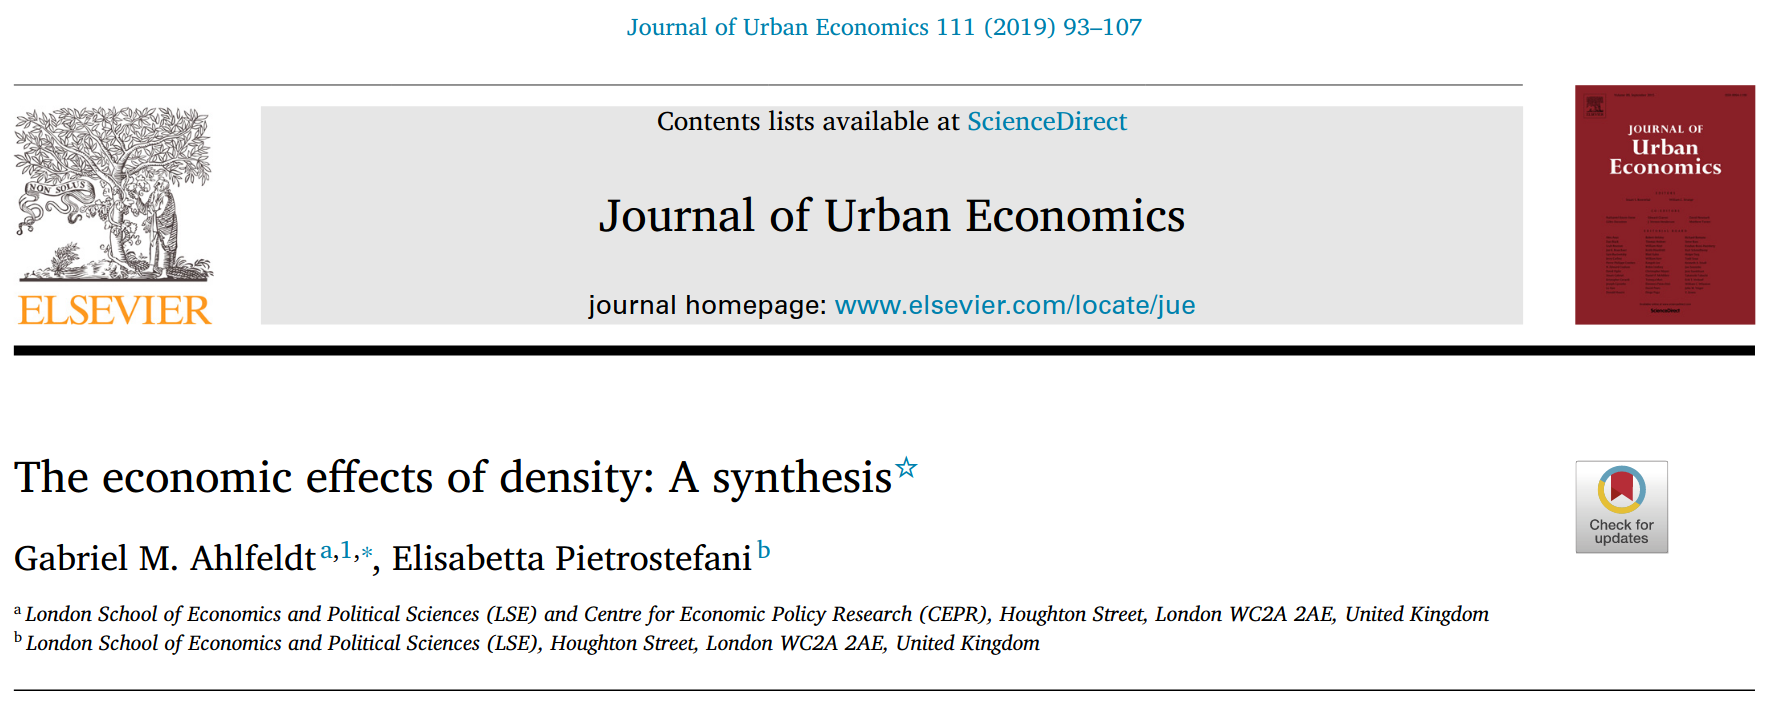 Journal of Urban Economics 111 (2019) 93–107
Contents lists available at ScienceDirect
Journal of Urban Economics
journal homepage: www.elsevier.com/locate/jue
NON SOLUS
ELSEVIER
JOURNAL OF
Urban
Economics
ScienceDirect
The economic effects of density: A synthesis☆
Gabriel M. Ahlfeldt a,1,*, Elisabetta Pietrostefani b
Check for
updates
a London School of Economics and Political Sciences (LSE) and Centre for Economic Policy Research (CEPR), Houghton Street, London WC2A 2AE, United Kingdom
b London School of Economics and Political Sciences (LSE), Houghton Street, London WC2A 2AE, United Kingdom